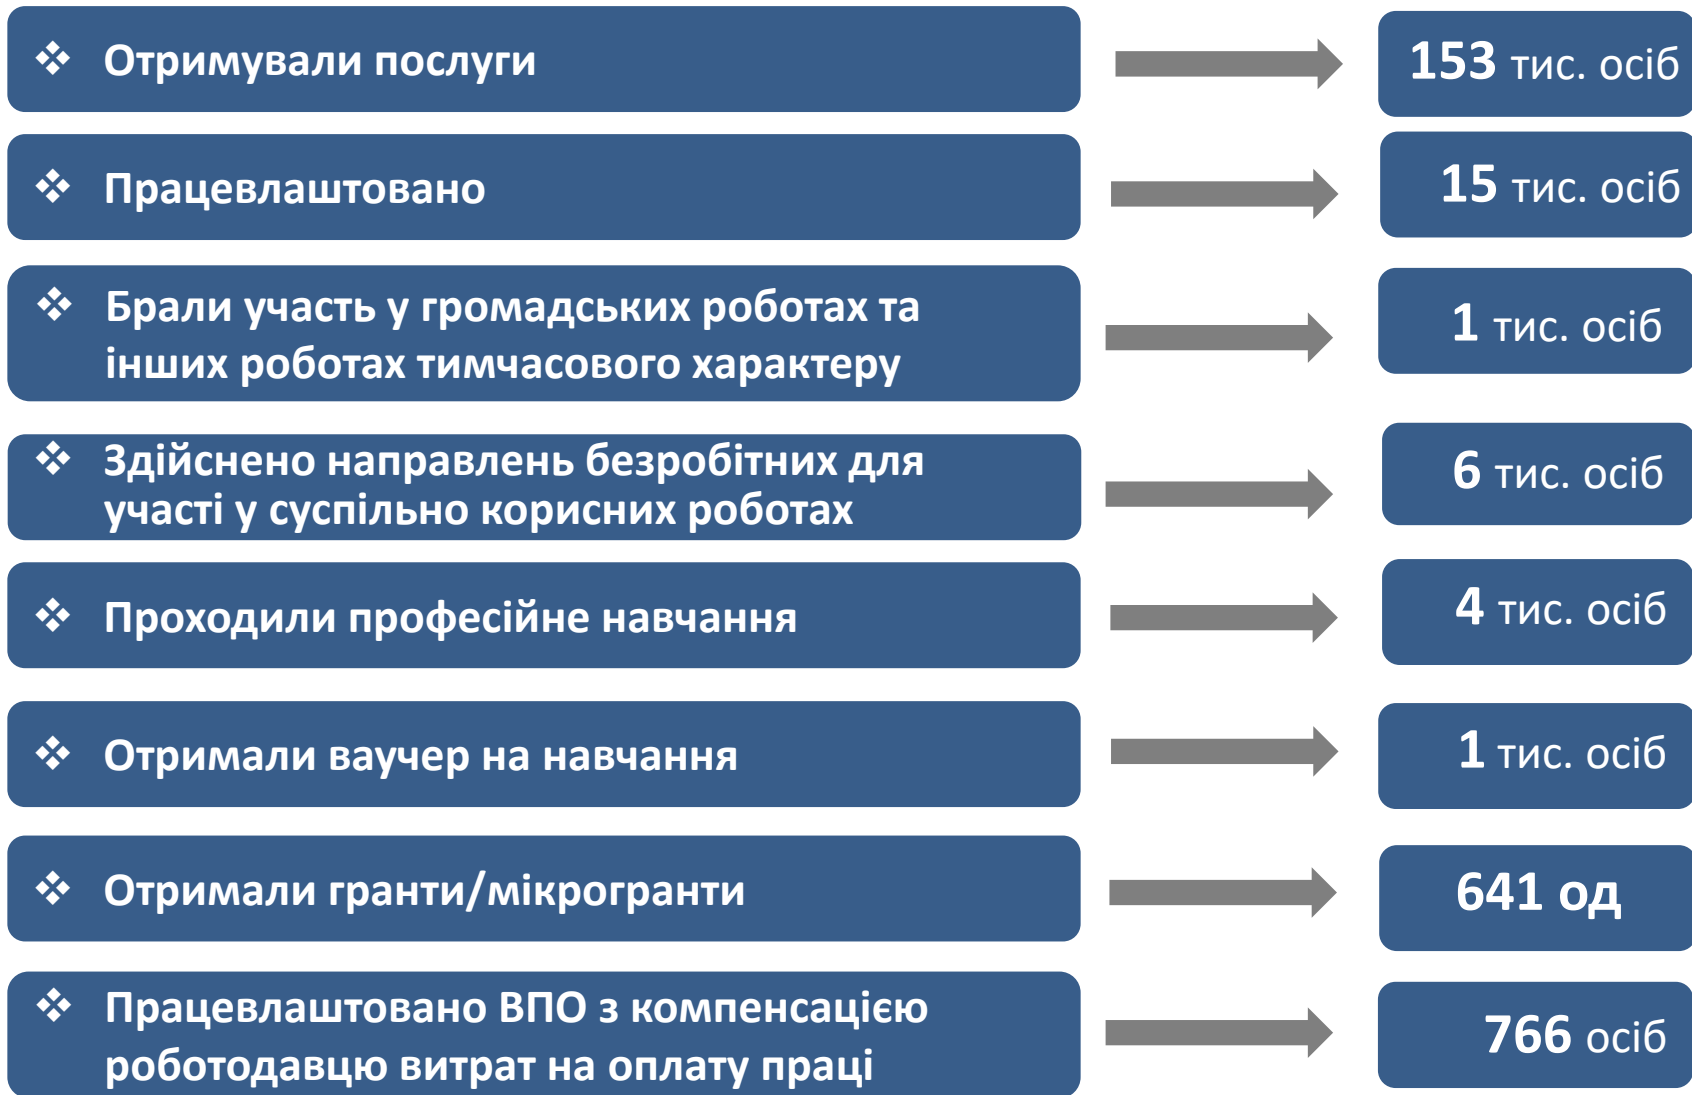 ❖ Отримували послуги
153 тис. осіб
❖ Працевлаштовано
15 тис. осіб
❖ Брали участь у громадських роботах та
інших роботах тимчасового характеру
1 тис. осіб
❖ Здійснено направлень безробітних для
участі у суспільно корисних роботах
6 тис. осіб
❖ Проходили професійне навчання
4 тис. осіб
❖ Отримали ваучер на навчання
1 тис. осіб
❖ Отримали гранти/мікрогранти
641 од
❖ Працевлаштовано ВПО з компенсацією
роботодавцю витрат на оплату праці
766 осіб